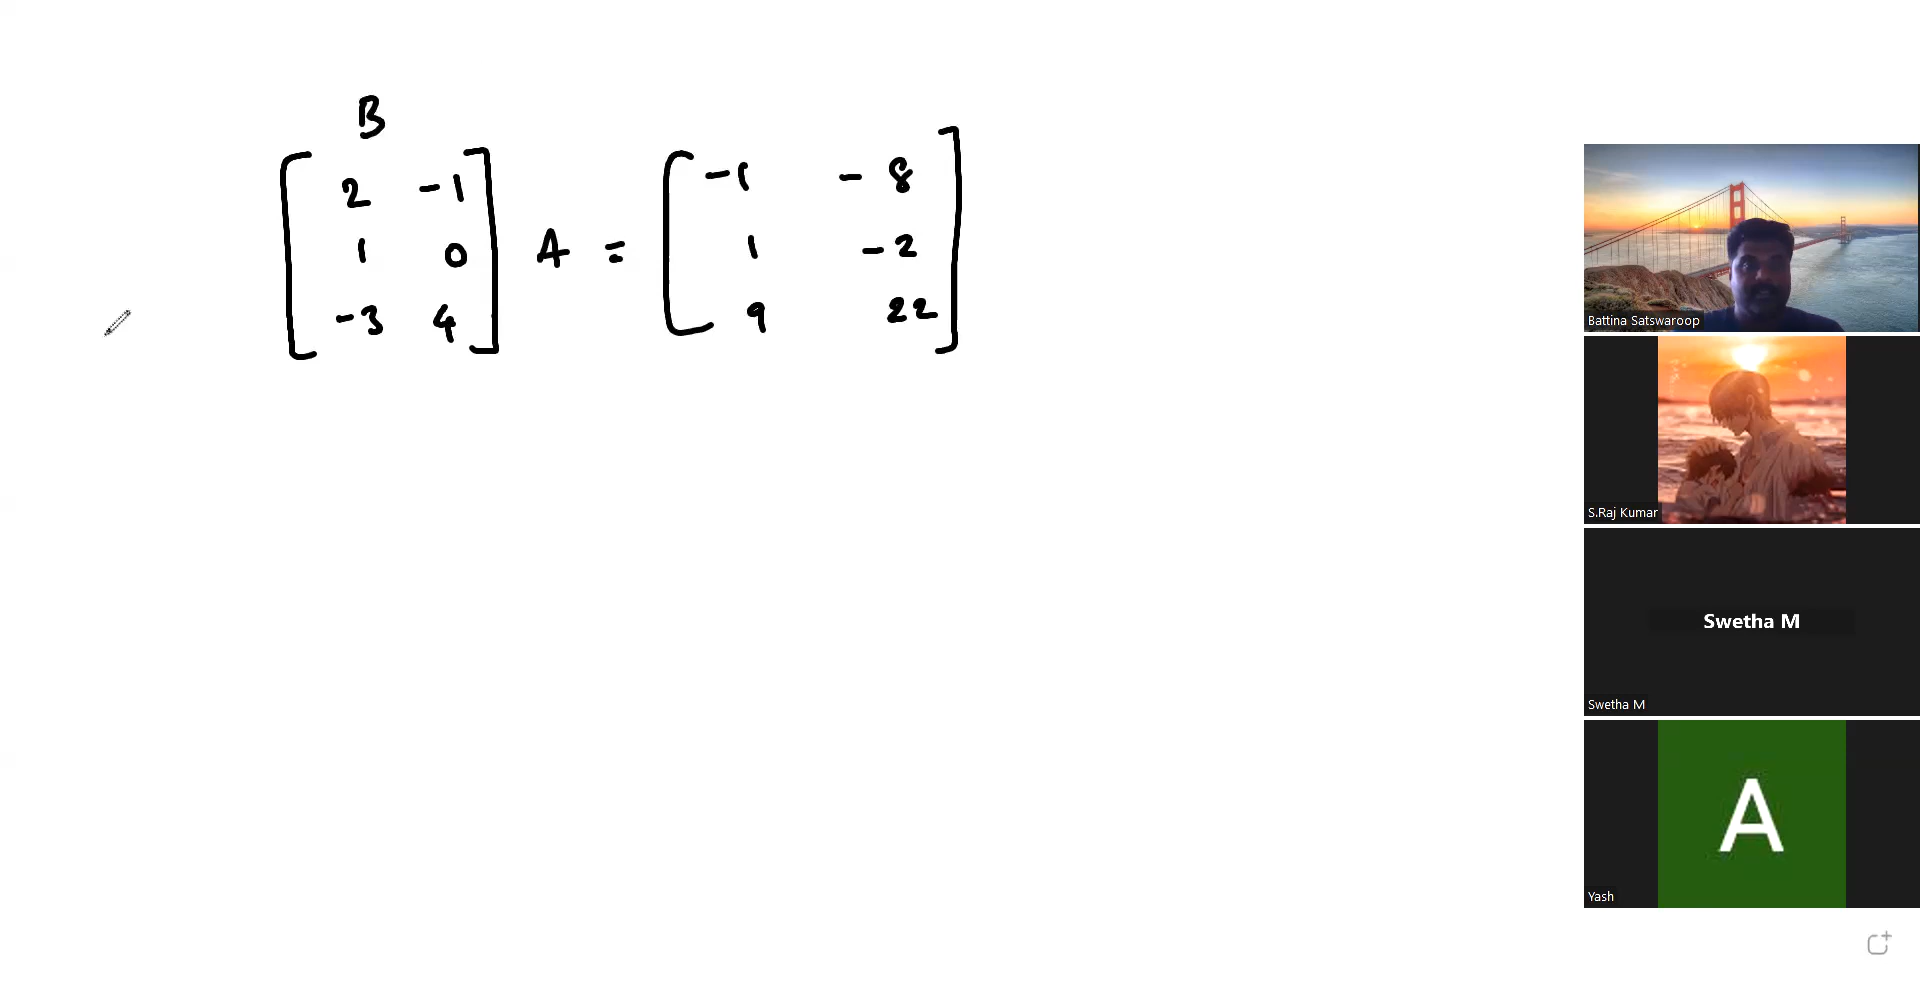 B
2 -1
1 0
-3 4
A =
-1 -8
1 -2
9 22
Battina Satswaroop
S.Raj Kumar
Swetha M
Swetha M
A
Yash